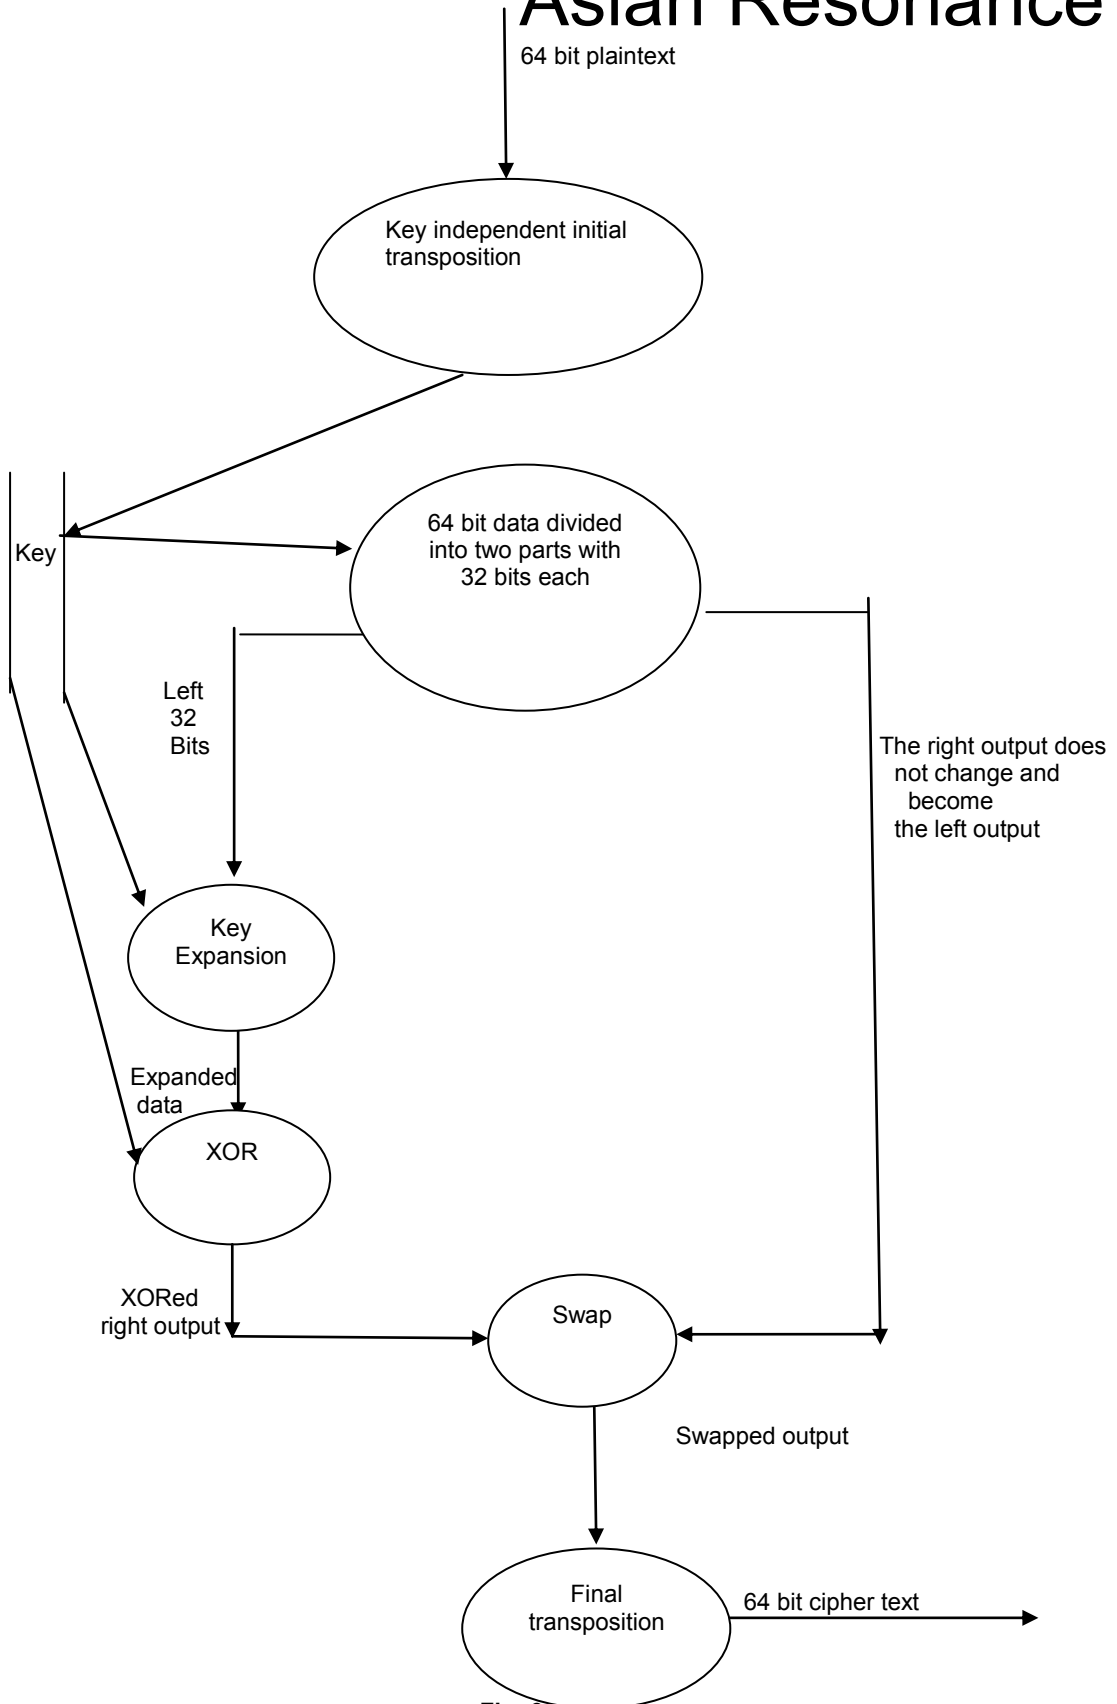 Asian Resonance
64 bit plaintext
Key independent initial
transposition
64 bit data divided
into two parts with
32 bits each
Key
Left
32
Bits
The right output does
not change and
become
the left output
Key
Expansion
Expanded
data
XOR
XORed
right output
Swap
Swapped output
Final
transposition
64 bit cipher text